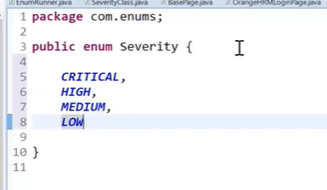 EnumRunner.java SeverityClass.java BasePage.java OrangeHRMLoginPage.java
1 package com.enums;
2
3 public enum Severity {
4
5 CRITICAL,
6 HIGH,
7 MEDIUM,
8 LOW
9
10 }
11